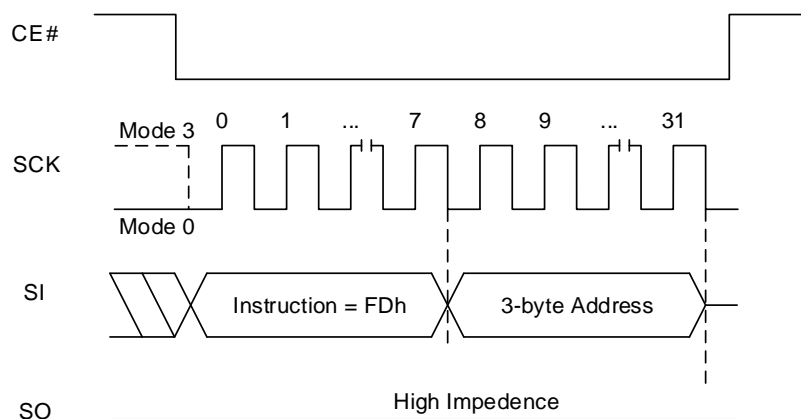 CE#
0 1 ... 7 8 9 ... 31
Mode 3
SCK
Mode 0
SI
Instruction = FDh
3-byte Address
High Impedence
SO